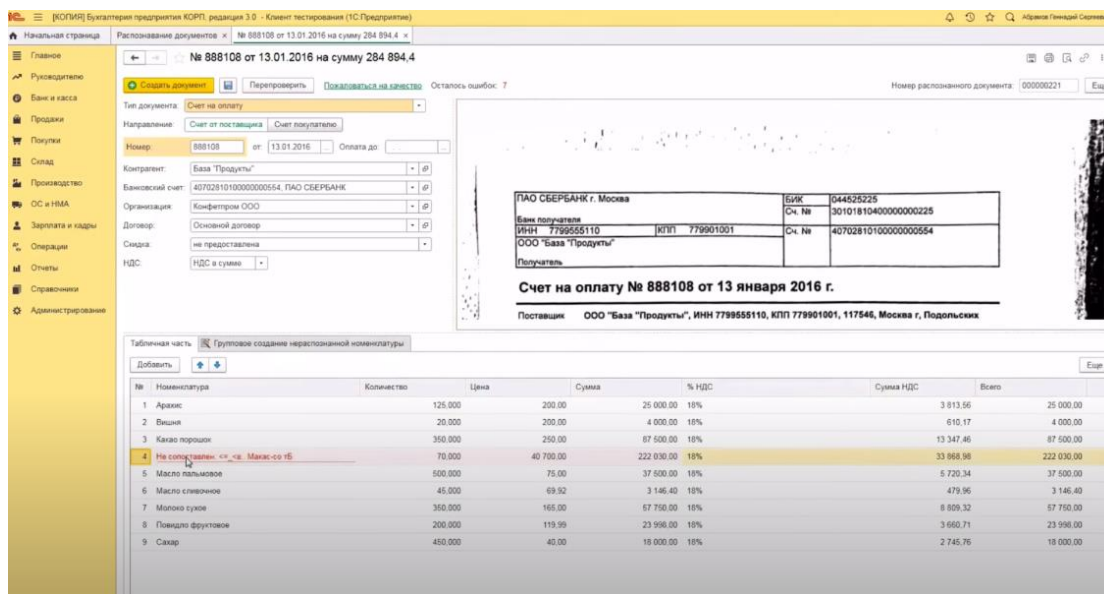 [КОПИЯ] Бухгалтерия предприятия КОРП, редакция 3.0 - Клиент тестирования (1С:Предприятие)
Абрамов Геннадий Сергеев
Начальная страница
Распознавание документов ×
№ 888108 от 13.01.2016 на сумму 284 894,4 ×
Главное
Руководителю
Банк и касса
Продажи
Покупки
Склад
Производство
ОС и НМА
Зарплата и кадры
Операции
Отчеты
Справочники
Администрирование
№ 888108 от 13.01.2016 на сумму 284 894,4
Создать документ
Перепроверить
Пожаловаться на качество
Осталось ошибок: 7
Номер распознанного документа: 000000221
Ещ
Тип документа: Счет на оплату
Направление: Счет от поставщика Счет покупателю
Номер: 888108 от: 13.01.2016 ... Оплата до: . . ...
Контрагент: База "Продукты"
Банковский счет: 40702810100000000554, ПАО СБЕРБАНК
Организация: Конфетпром ООО
Договор: Основной договор
Скидка: не предоставлена
НДС: НДС в сумме
ПАО СБЕРБАНК г. Москва БИК 044525225
Сч. № 30101810400000000225
Банк получателя
ИНН 7799555110 КПП 779901001 Сч. № 40702810100000000554
ООО "База "Продукты"
Получатель
Счет на оплату № 888108 от 13 января 2016 г.
Поставщик ООО "База "Продукты", ИНН 7799555110, КПП 779901001, 117546, Москва г, Подольских
Табличная часть
Групповое создание нераспознанной номенклатуры
Добавить
Еще
№ Номенклатура Количество Цена Сумма % НДС Сумма НДС Всего
1 Арахис 125,000 200,00 25 000,00 18% 3 813,56 25 000,00
2 Вишня 20,000 200,00 4 000,00 18% 610,17 4 000,00
3 Какао порошок 350,000 250,00 87 500,00 18% 13 347,46 87 500,00
4 Не сопоставлен: <=_<в. Макас-со тБ 70,000 40 700,00 222 030,00 18% 33 868,98 222 030,00
5 Масло пальмовое 500,000 75,00 37 500,00 18% 5 720,34 37 500,00
6 Масло сливочное 45,000 69,92 3 146,40 18% 479,96 3 146,40
7 Молоко сухое 350,000 165,00 57 750,00 18% 8 809,32 57 750,00
8 Повидло фруктовое 200,000 119,99 23 998,00 18% 3 660,71 23 998,00
9 Сахар 450,000 40,00 18 000,00 18% 2 745,76 18 000,00